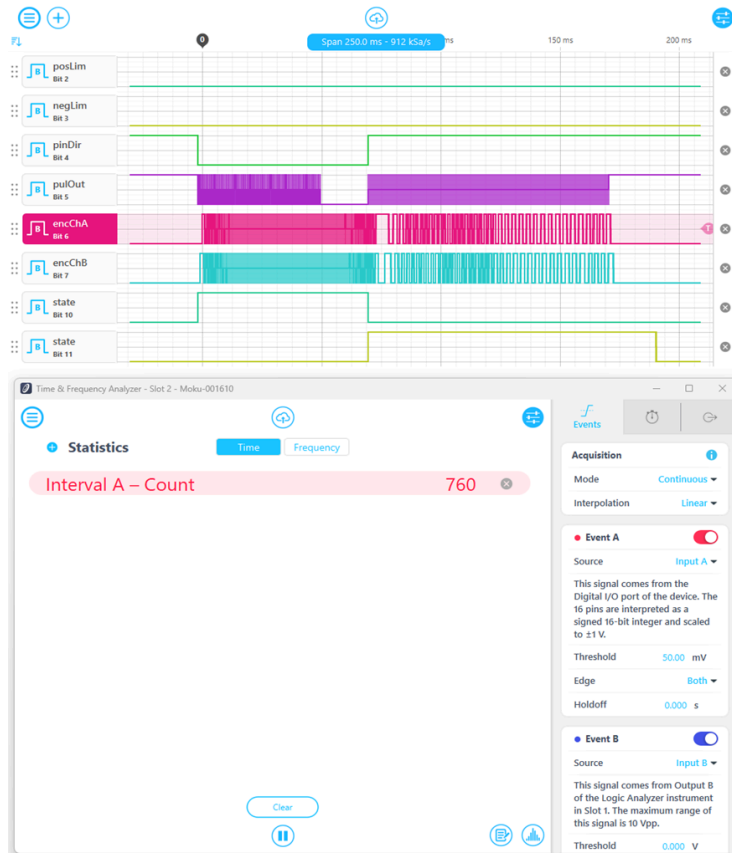 0
Span 250.0 ms - 912 kSa/s
ms
150 ms
200 ms
posLim
Bit 2
negLim
Bit 3
pinDir
Bit 4
pulOut
Bit 5
encChA
Bit 6
T
encChB
Bit 7
state
Bit 10
state
Bit 11
Time & Frequency Analyzer - Slot 2 - Moku-001610
Statistics
Time
Frequency
Interval A – Count
760
Clear
Events
Acquisition
Mode
Continuous
Interpolation
Linear
Event A
Source
Input A
This signal comes from the
Digital I/O port of the device. The
16 pins are interpreted as a
signed 16-bit integer and scaled
to ±1 V.
Threshold
50.00 mV
Edge
Both
Holdoff
0.000 s
Event B
Source
Input B
This signal comes from Output B
of the Logic Analyzer instrument
in Slot 1. The maximum range of
this signal is 10 Vpp.
Threshold
0.000 V